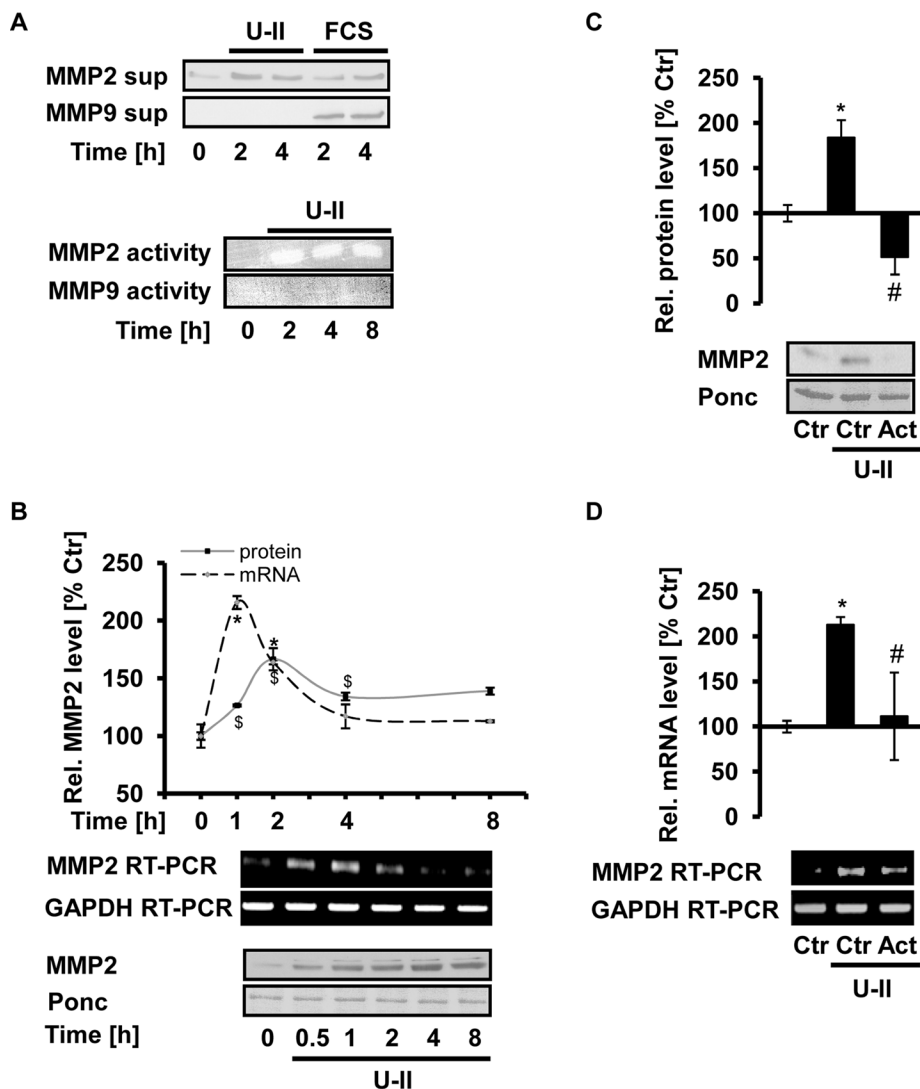 A
U-II FCS
MMP2 sup
MMP9 sup
Time [h] 0 2 4 2 4
U-II
MMP2 activity
MMP9 activity
Time [h] 0 2 4 8
B
protein
mRNA
Rel. MMP2 level [% Ctr]
250
200
150
100
50
* * $ $ $
Time [h] 0 1 2 4 8
MMP2 RT-PCR
GAPDH RT-PCR
MMP2
Ponc
Time [h] 0 0.5 1 2 4 8
U-II
C
Rel. protein level [% Ctr]
250
200
150
100
50
0
*
#
MMP2
Ponc
Ctr Ctr Act
U-II
D
Rel. mRNA level [% Ctr]
250
200
150
100
50
0
*
#
MMP2 RT-PCR
GAPDH RT-PCR
Ctr Ctr Act
U-II